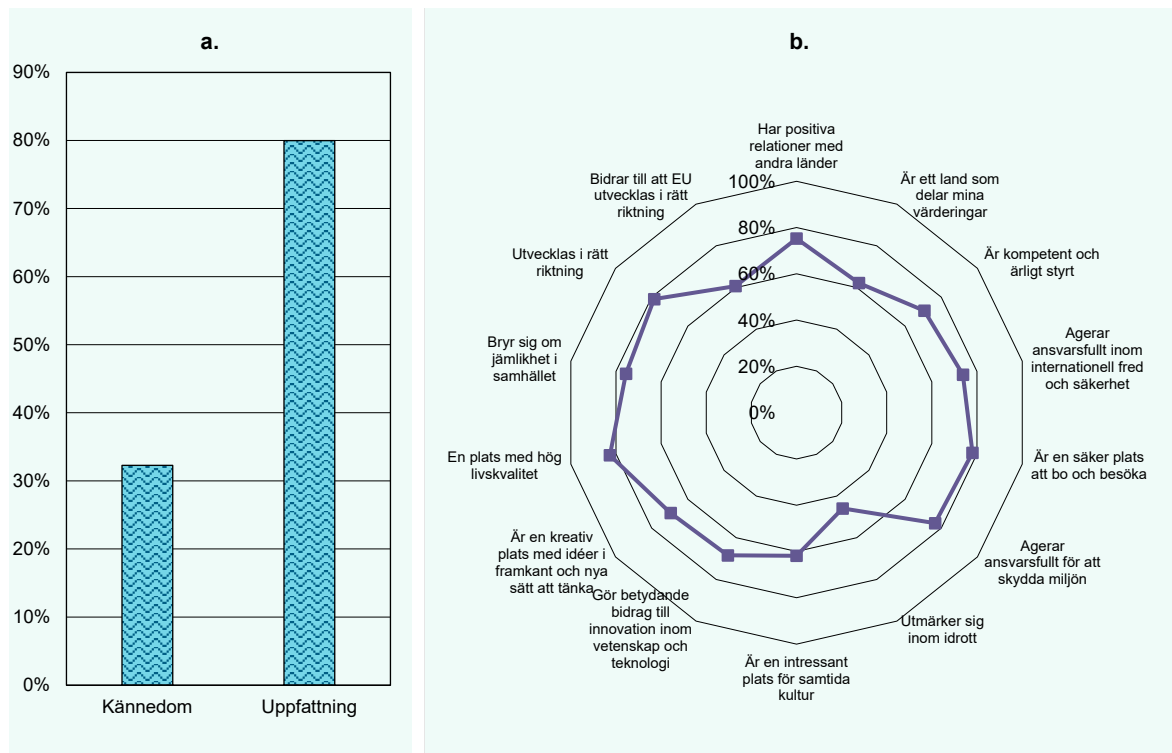 a.
90%
80%
70%
60%
50%
40%
30%
20%
10%
0%
Kännedom
Uppfattning
b.
Har positiva
relationer med
andra länder
Är ett land som
delar mina
värderingar
Är kompetent och
ärligt styrt
Agerar
ansvarsfullt inom
internationell fred
och säkerhet
Är en säker plats
att bo och besöka
Agerar
ansvarsfullt för att
skydda miljön
Utmärker sig
inom idrott
Är en intressant
plats för samtida
kultur
Gör betydande
bidrag till
innovation inom
vetenskap och
teknologi
Är en kreativ
plats med idéer i
framkant och nya
sätt att tänka
En plats med hög
livskvalitet
Bryr sig om
jämlikhet i
samhället
Utvecklas i rätt
riktning
Bidrar till att EU
utvecklas i rätt
riktning
100%
80%
60%
40%
20%
0%